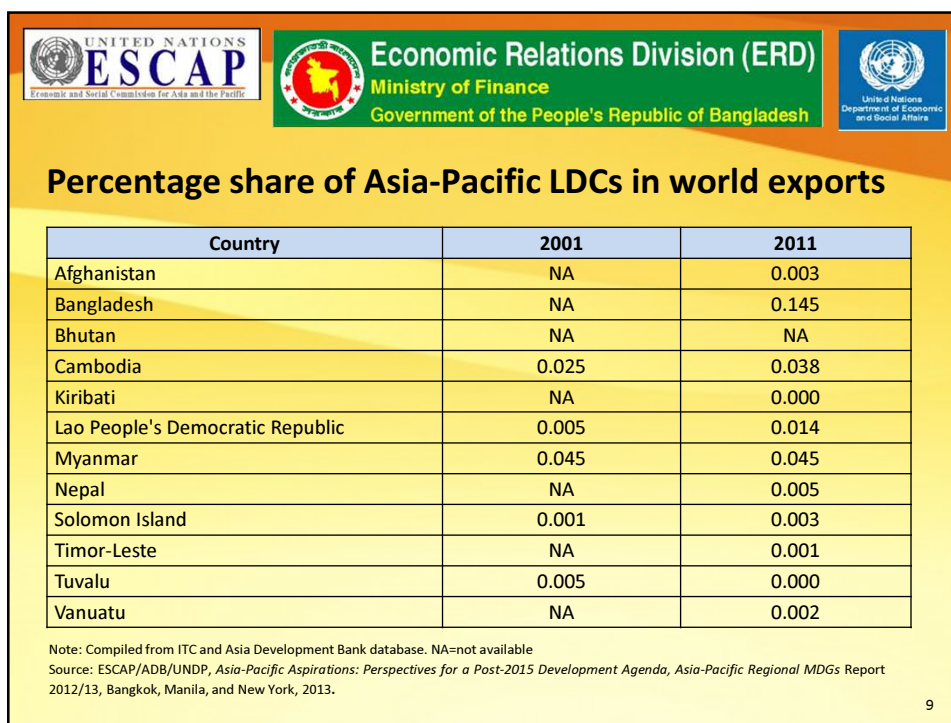 UNITED NATIONS
ESCAP
Economic and Social Commission for Asia and the Pacific
Economic Relations Division (ERD)
Ministry of Finance
Government of the People's Republic of Bangladesh
United Nations
Department of Economic
and Social Affairs
Percentage share of Asia-Pacific LDCs in world exports
Country 2001 2011
Afghanistan NA 0.003
Bangladesh NA 0.145
Bhutan NA NA
Cambodia 0.025 0.038
Kiribati NA 0.000
Lao People's Democratic Republic 0.005 0.014
Myanmar 0.045 0.045
Nepal NA 0.005
Solomon Island 0.001 0.003
Timor-Leste NA 0.001
Tuvalu 0.005 0.000
Vanuatu NA 0.002
Note: Compiled from ITC and Asia Development Bank database. NA=not available
Source: ESCAP/ADB/UNDP, Asia-Pacific Aspirations: Perspectives for a Post-2015 Development Agenda, Asia-Pacific Regional MDGs Report
2012/13, Bangkok, Manila, and New York, 2013.
9